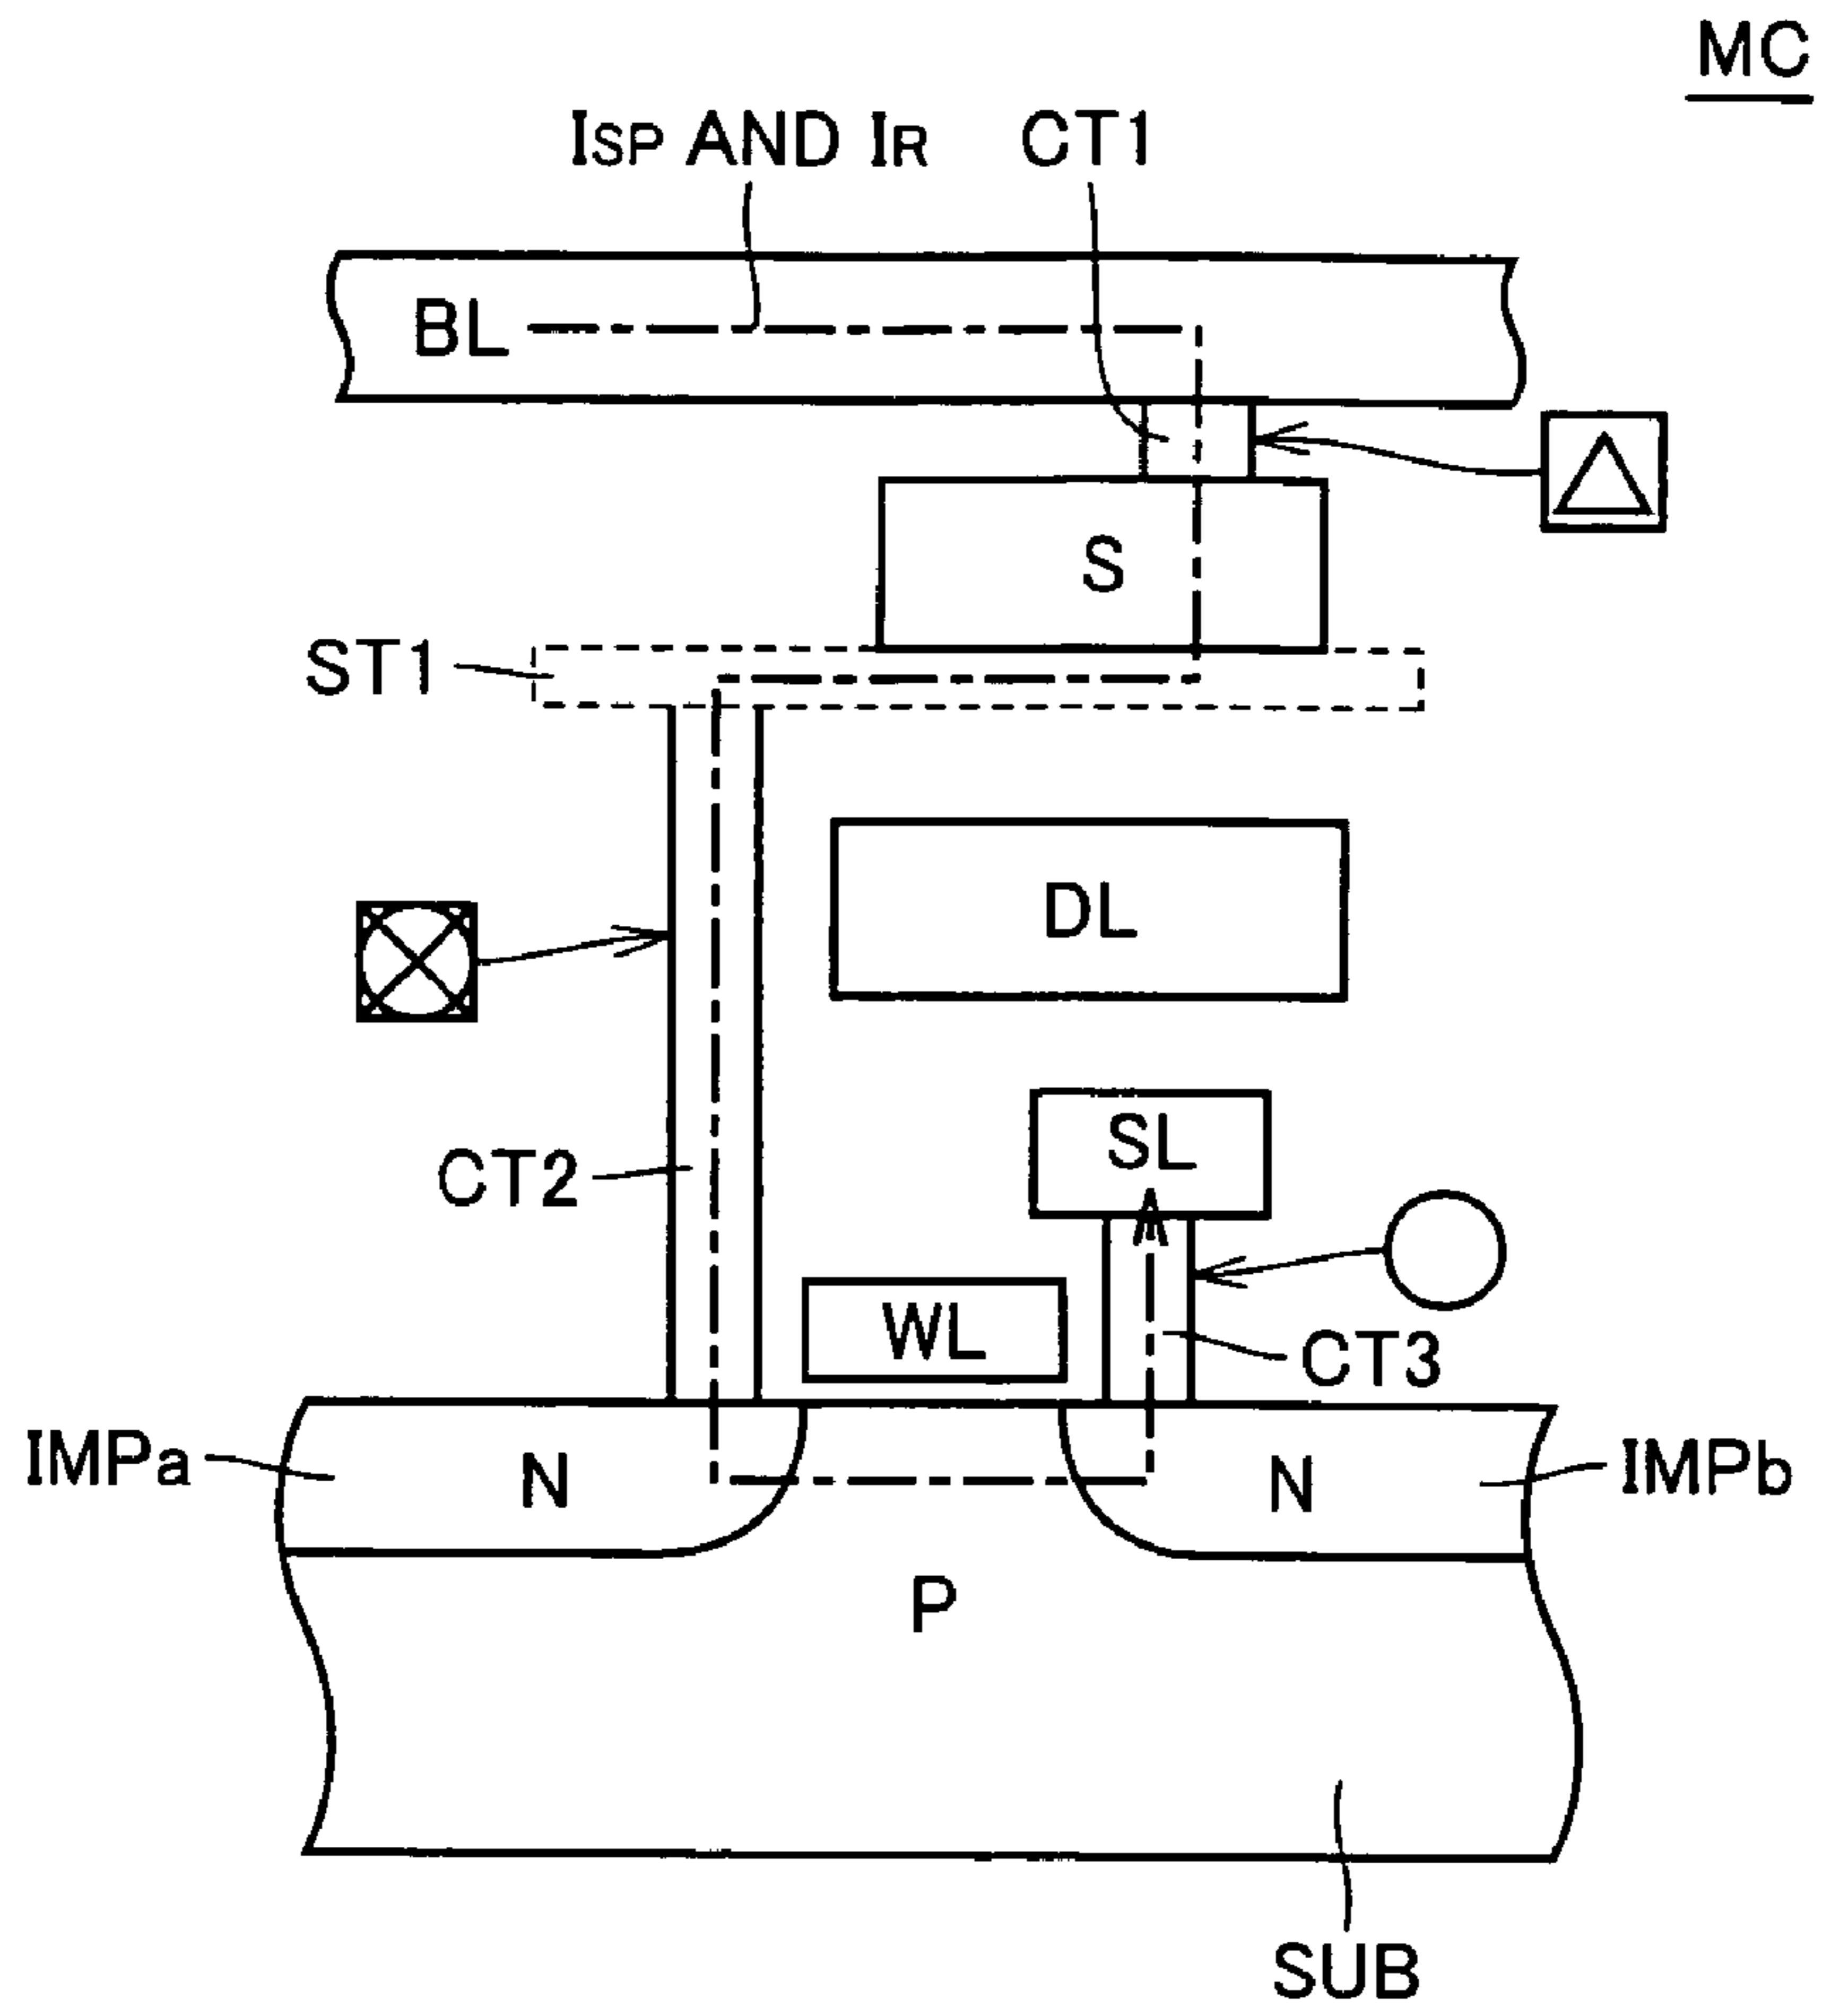 MC
ISP AND IR CT1
BL
S
ST1
DL
SL
CT2
WL
CT3
IMPa
N
N
IMPb
P
SUB